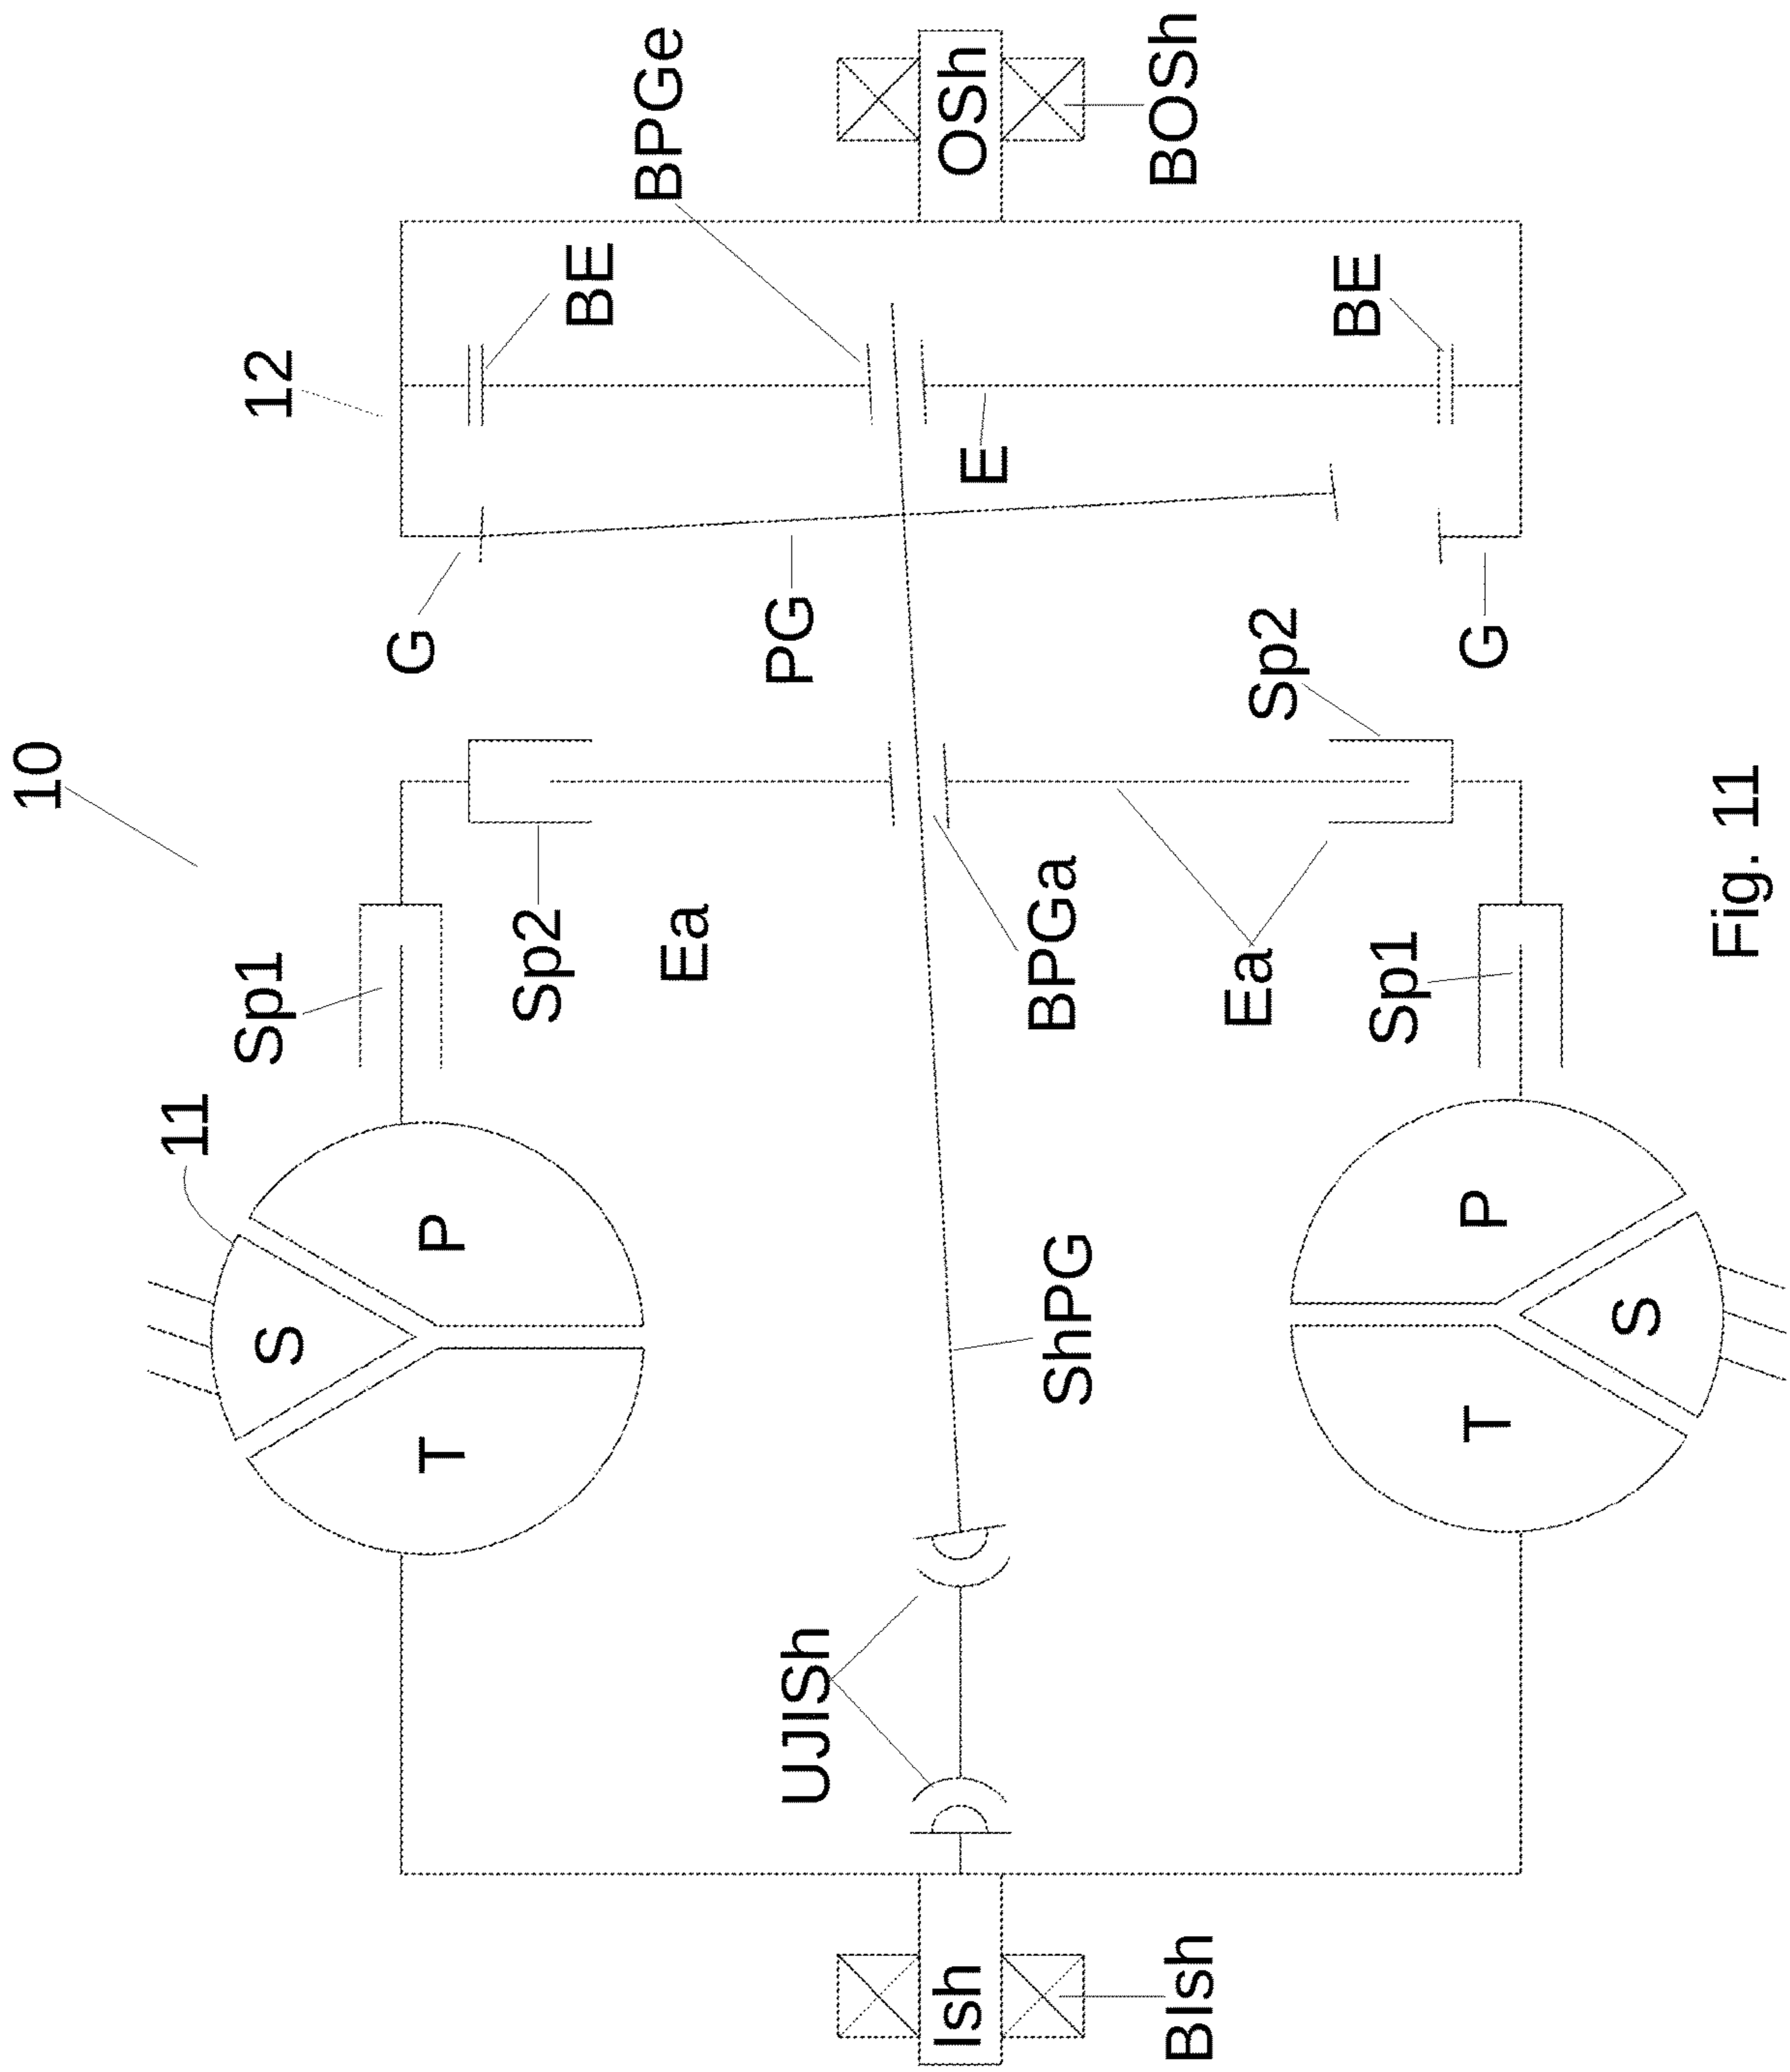 10
11
12
Sp1
G
BE
S
P
T
Sp2
Ea
PG
BPGe
UJISh
Ish
OSh
E
ShPG
BPGa
BIsh
BOSh
Ea
Sp2
BE
Sp1
P
T
G
S
Fig. 11